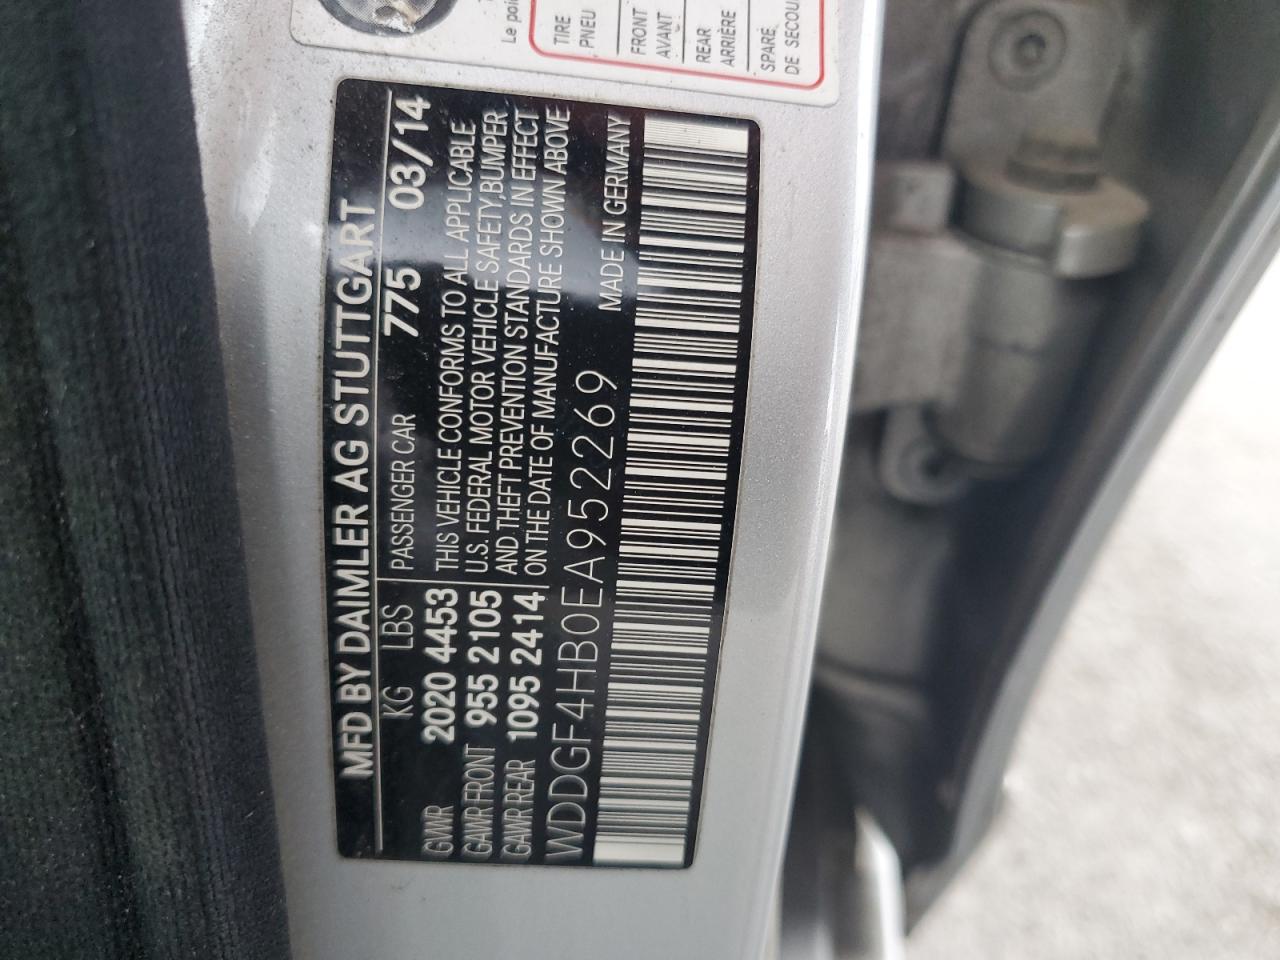 Le
TIRE
PNEU
FRONT
AVANT
REAR
ARRIÈRE
SPARE
DE
MFD BY DAIMLER AG STUTTGART
KG LBS PASSENGER CAR 775 03/14
GVWR 2020 4453 THIS VEHICLE CONFORMS TO ALL APPLICABLE
GAWR FRONT 955 2105 U.S. FEDERAL MOTOR VEHICLE SAFETY,BUMPER
GAWR REAR 1095 2414 AND THEFT PREVENTION STANDARDS IN EFFECT
ON THE DATE OF MANUFACTURE SHOWN ABOVE
WDDGF4HB0EA952269 MADE IN GERMANY